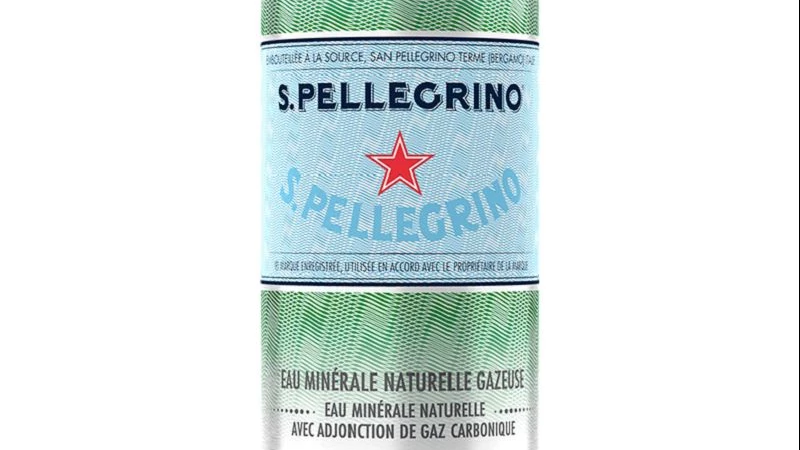 EMBOUTEILLÉE À LA SOURCE, SAN PELLEGRINO TERME (BERGAMO)
S.PELLEGRINO®
S.PELLEGRINO
MARQUE ENREGISTRÉE, UTILISÉE EN ACCORD AVEC LE PROPRIÉTAIRE DE LA MARQUE
EAU MINÉRALE NATURELLE GAZEUSE
EAU MINÉRALE NATURELLE
AVEC ADJONCTION DE GAZ CARBONIQUE